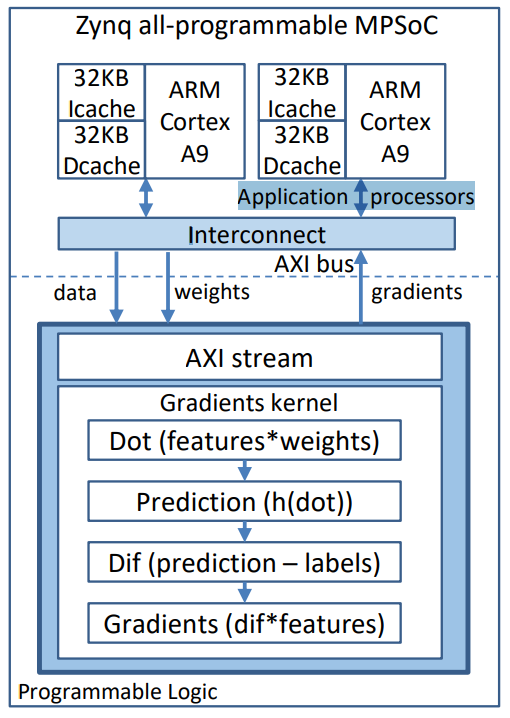 Zynq all-programmable MPSoC
32KB
Icache
32KB
Dcache
ARM
Cortex
A9
32KB
Icache
32KB
Dcache
ARM
Cortex
A9
Application processors
Interconnect
AXI bus
data
weights
gradients
AXI stream
Gradients kernel
Dot (features*weights)
Prediction (h(dot))
Dif (prediction – labels)
Gradients (dif*features)
Programmable Logic